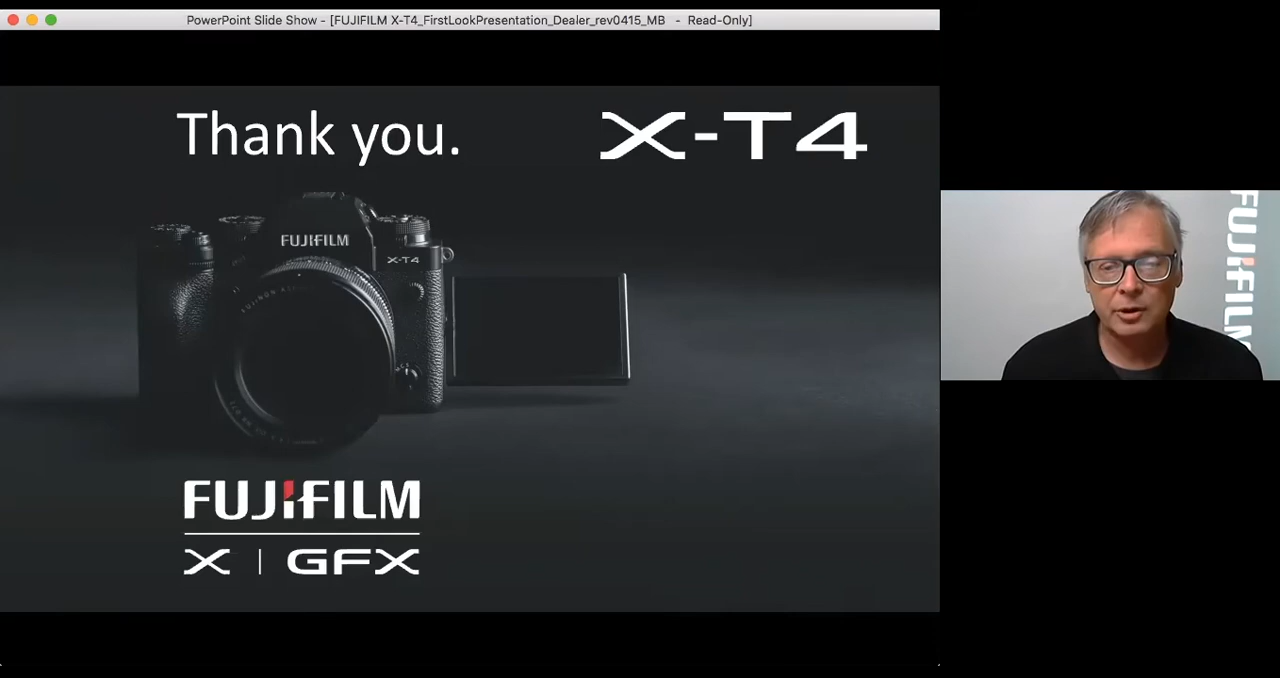 PowerPoint Slide Show - [FUJIFILM X-T4_FirstLookPresentation_Dealer_rev0415_MB - Read-Only]
Thank you.
X-T4
FUJIFILM
X-T4
FUJIFILM
X | GFX
FUJIFILM